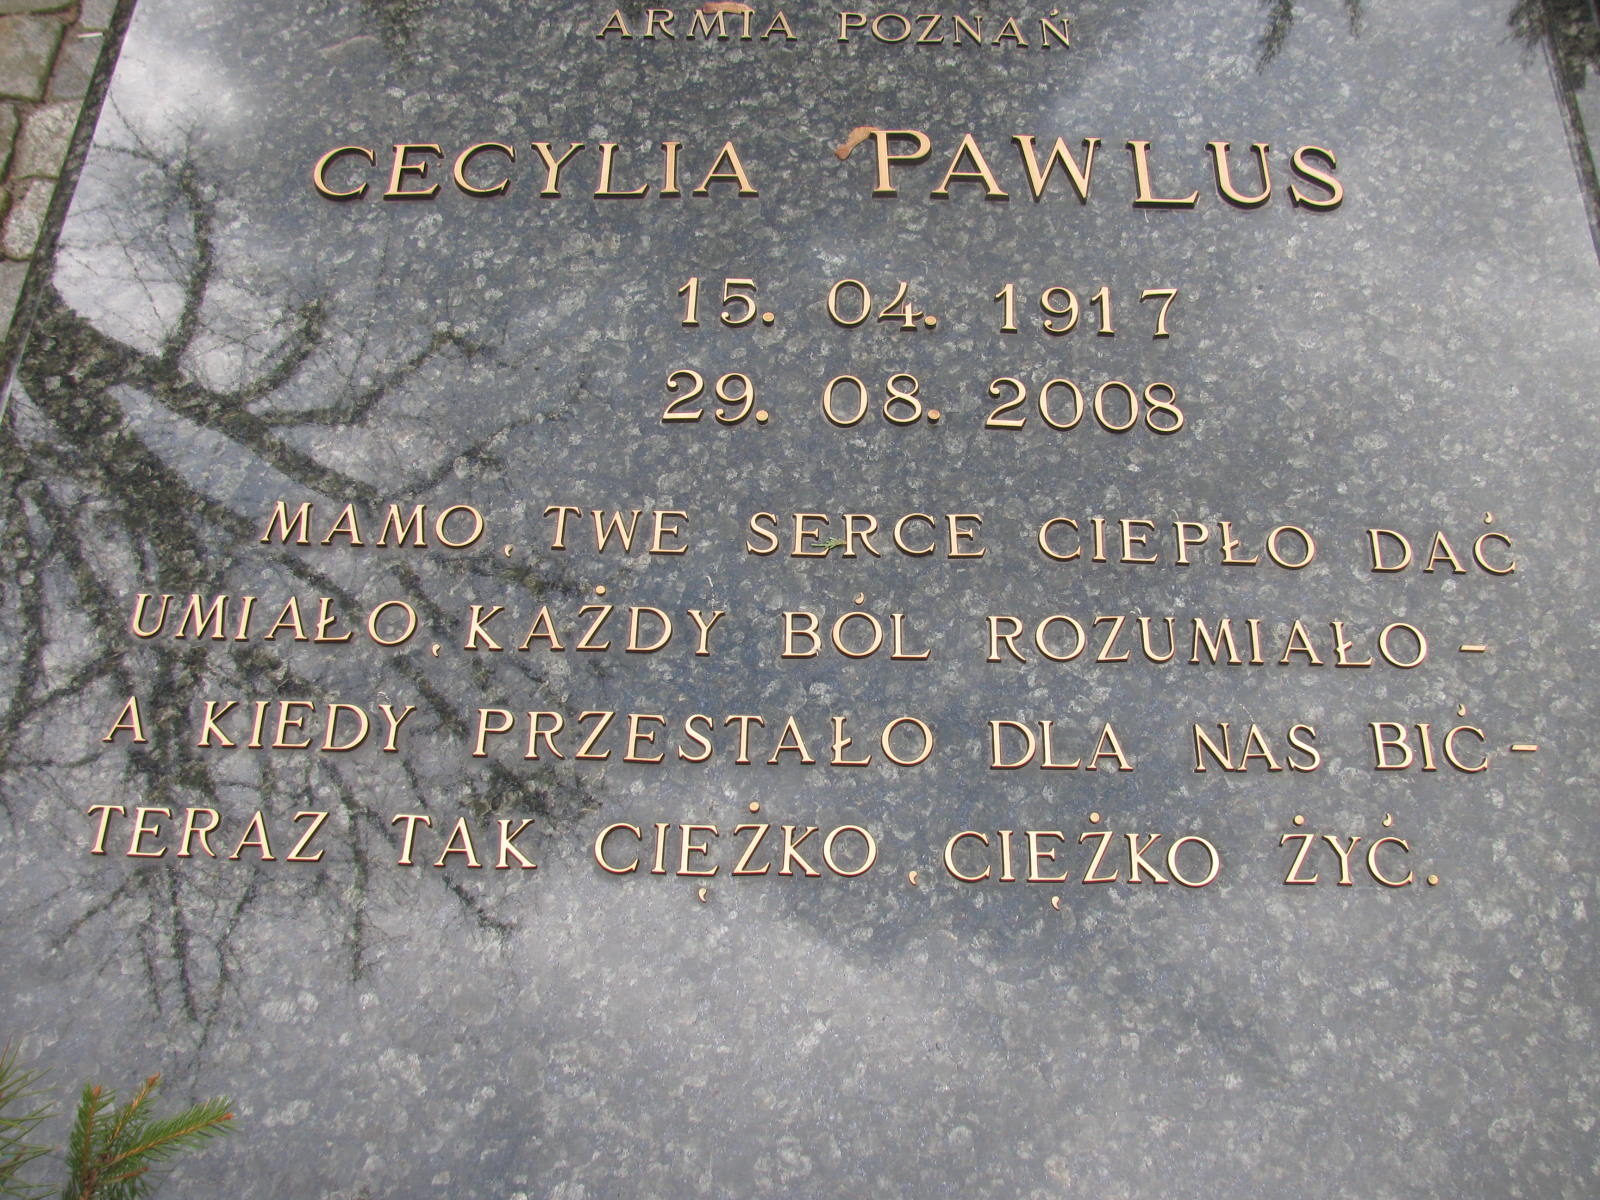 ARMIA POZNAŃ
CECYLIA PAWLUS
15. 04. 1917
29. 08. 2008
MAMO, TWE SERCE CIEPŁO DAĆ
UMIAŁO, KAŻDY BÓL ROZUMIAŁO -
A KIEDY PRZESTAŁO DLA NAS BIĆ -
TERAZ TAK CIĘŻKO, CIĘŻKO ŻYĆ.